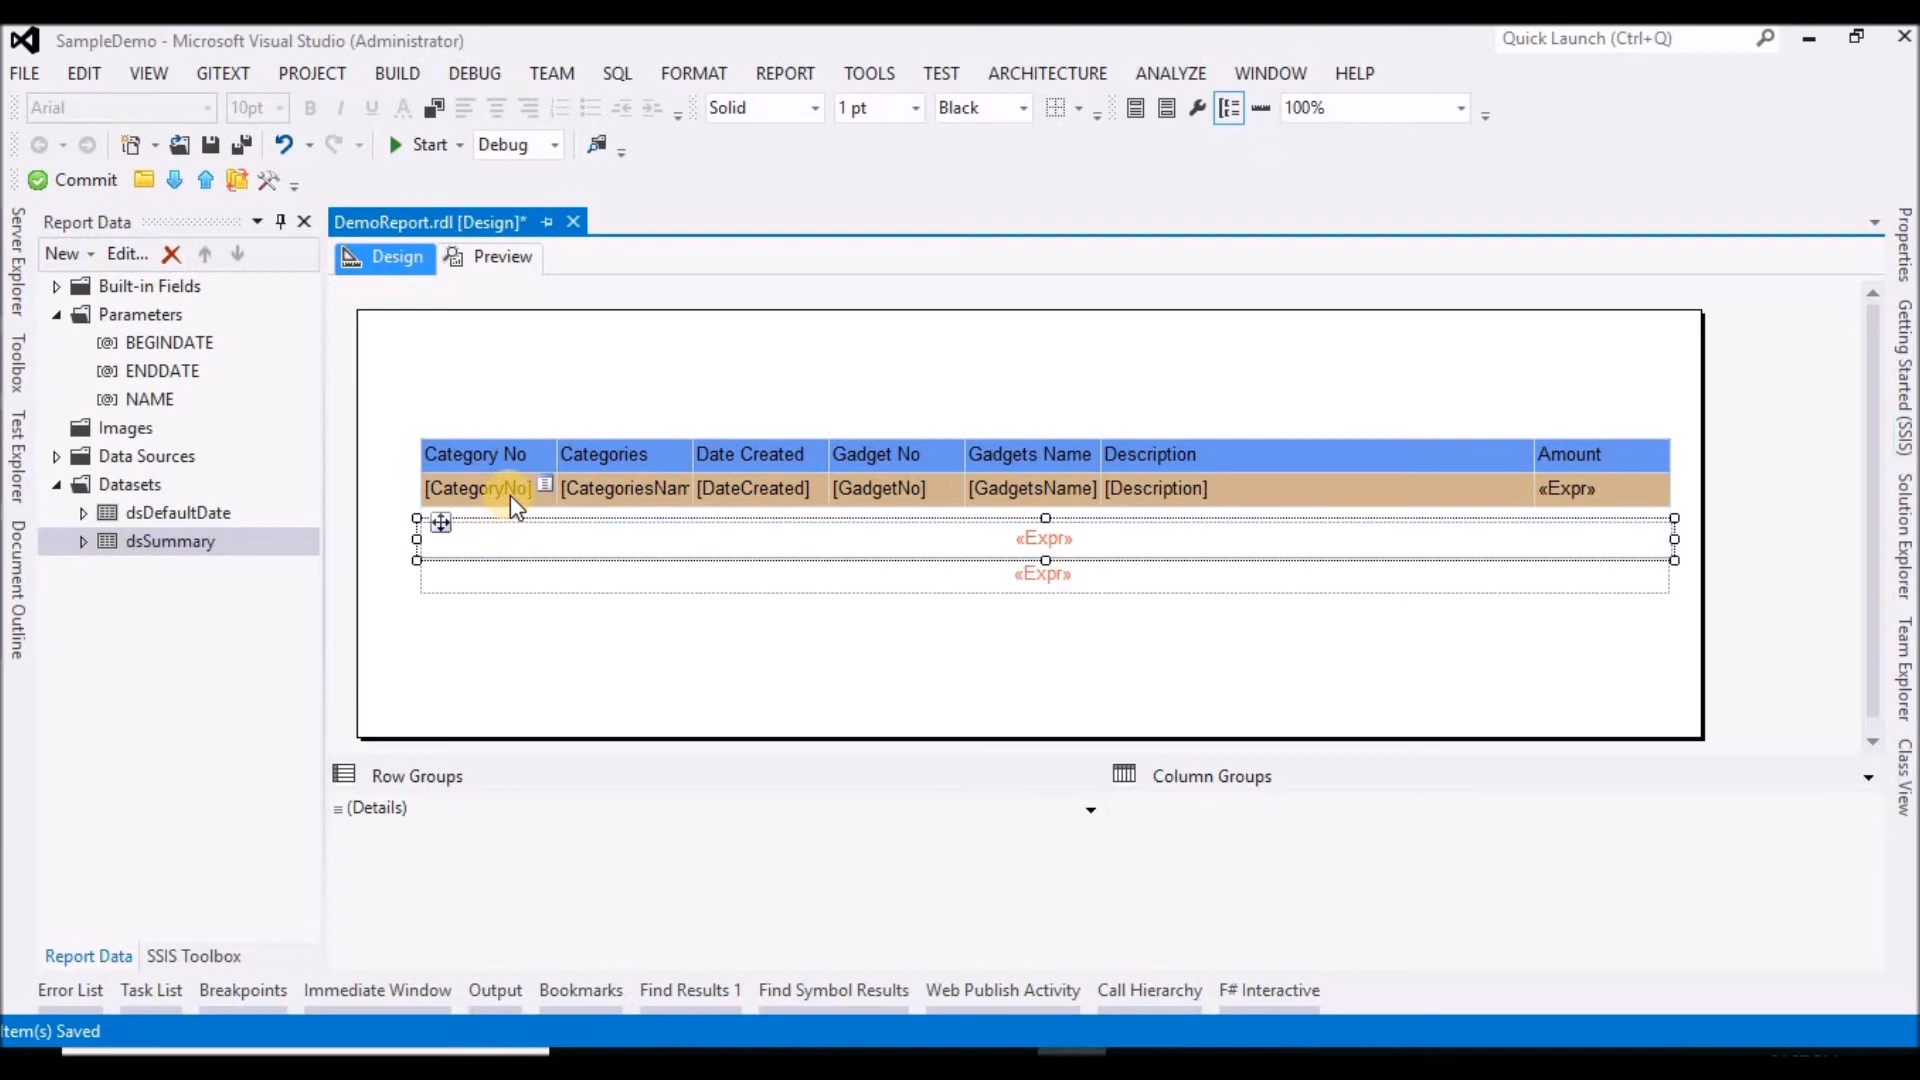 SampleDemo - Microsoft Visual Studio (Administrator)
Quick Launch (Ctrl+Q)
FILE EDIT VIEW GITEXT PROJECT BUILD DEBUG TEAM SQL FORMAT REPORT TOOLS TEST ARCHITECTURE ANALYZE WINDOW HELP
Arial 10pt B I U A Solid 1 pt Black 100%
Start Debug
Commit
Report Data
DemoReport.rdl [Design]*
New Edit...
Design Preview
Built-in Fields
Parameters
[@] BEGINDATE
[@] ENDDATE
[@] NAME
Images
Data Sources
Datasets
dsDefaultDate
dsSummary
Category No Categories Date Created Gadget No Gadgets Name Description Amount
[CategoryNo] [CategoriesNam [DateCreated] [GadgetNo] [GadgetsName] [Description] «Expr»
«Expr»
«Expr»
Row Groups
Column Groups
(Details)
Report Data SSIS Toolbox
Error List Task List Breakpoints Immediate Window Output Bookmarks Find Results 1 Find Symbol Results Web Publish Activity Call Hierarchy F# Interactive
Item(s) Saved
Server Explorer
Toolbox
Test Explorer
Document Outline
Properties
Getting Started (SSIS)
Solution Explorer
Team Explorer
Class View